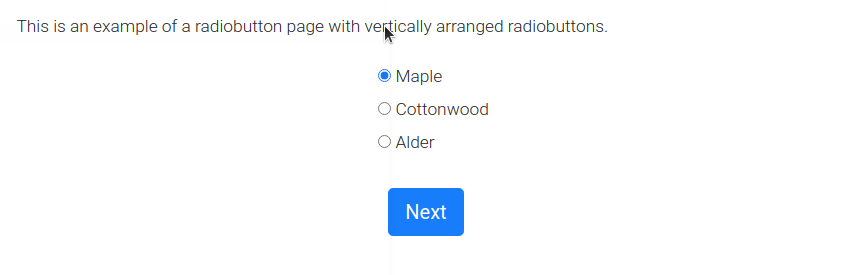 This is an example of a radiobutton page with vertically arranged radiobuttons.
Maple
Cottonwood
Alder
Next